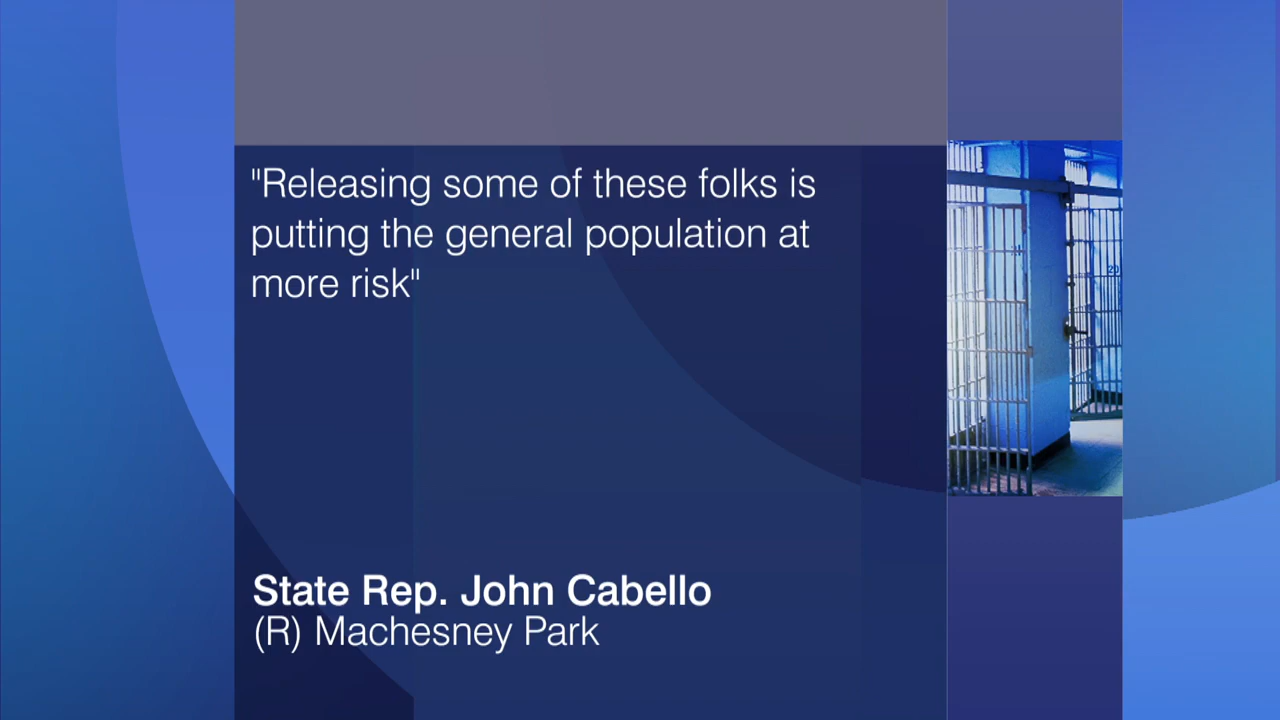 "Releasing some of these folks is
putting the general population at
more risk"
State Rep. John Cabello
(R) Machesney Park